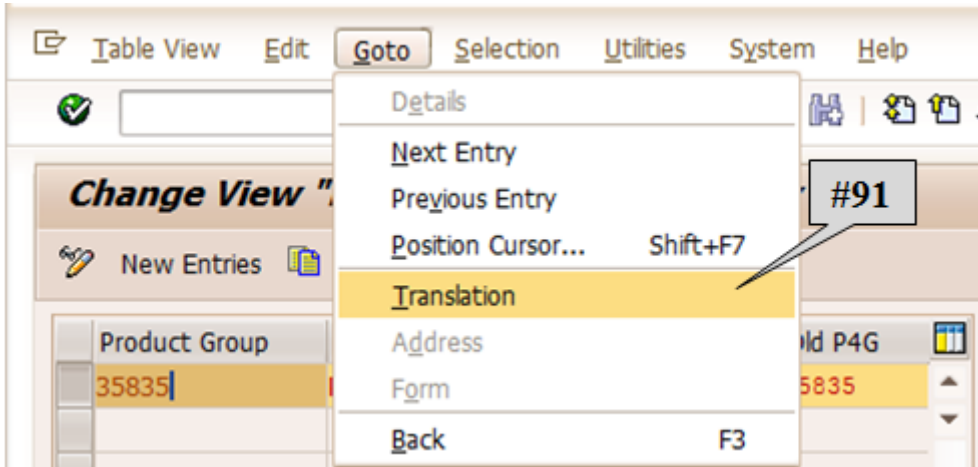 Table View Edit Goto Selection Utilities System Help
Details
Next Entry
Change View "
Previous Entry
#91
Position Cursor... Shift+F7
New Entries
Translation
Product Group
Address
P4G
35835
5835
Form
Back F3